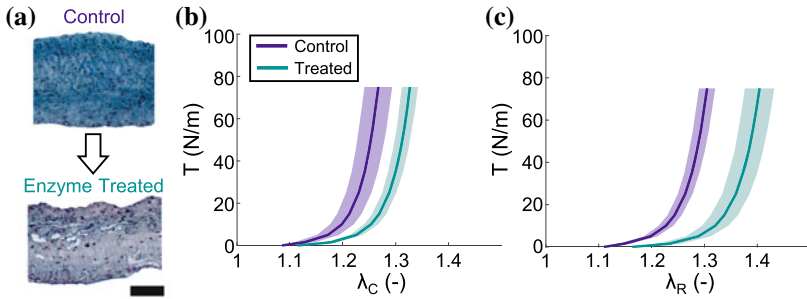 (a)
Control
Enzyme Treated
(b)
Control
Treated
T (N/m)
100
80
60
40
20
0
1 1.1 1.2 1.3 1.4
λC (-)
(c)
T (N/m)
100
80
60
40
20
0
1 1.1 1.2 1.3 1.4
λR (-)